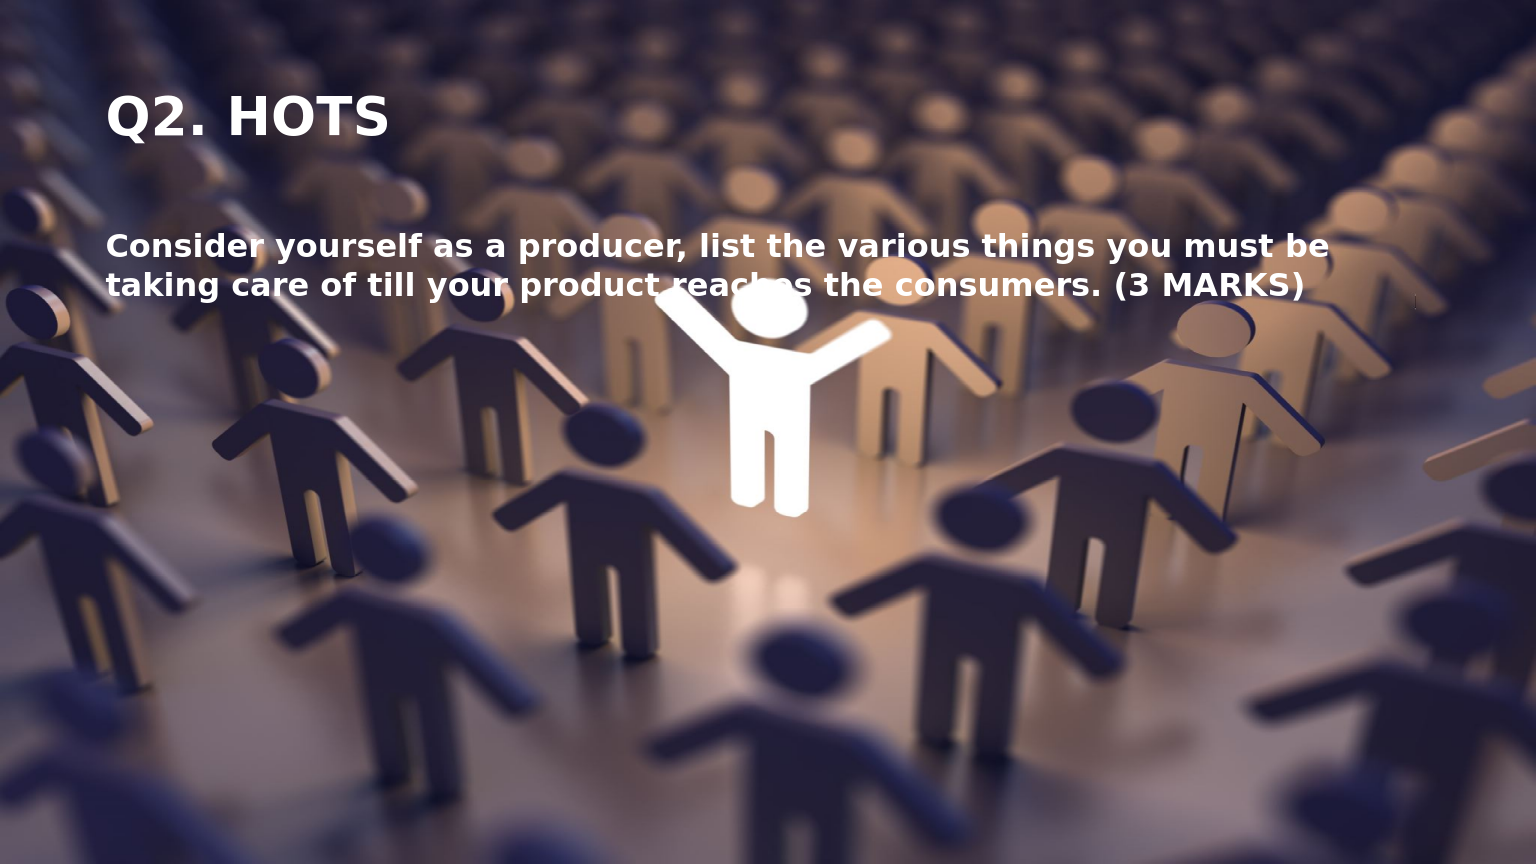 Q2. HOTS
Consider yourself as a producer, list the various things you must be
taking care of till your product reaches the consumers. (3 MARKS)